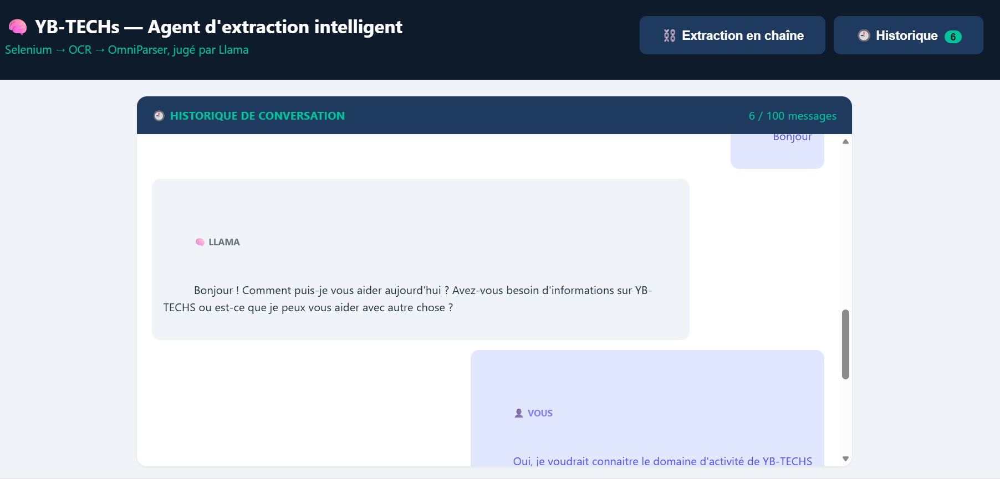 🧠 YB-TECHs — Agent d'extraction intelligent
Selenium → OCR → OmniParser, jugé par Llama
⛓️ Extraction en chaîne
🕘 Historique 6
🕘 HISTORIQUE DE CONVERSATION
6 / 100 messages
Bonjour
🧠 LLAMA
Bonjour ! Comment puis-je vous aider aujourd'hui ? Avez-vous besoin d'informations sur YB-
TECHS ou est-ce que je peux vous aider avec autre chose ?
👤 VOUS
Oui, je voudrait connaitre le domaine d'activité de YB-TECHS